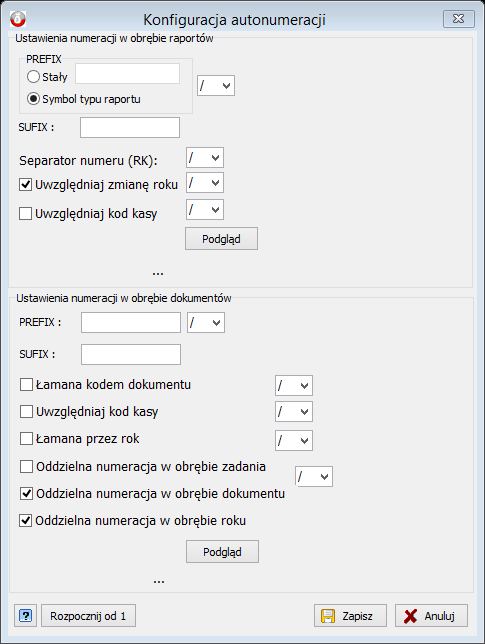 Konfiguracja autonumeracji
Ustawienia numeracji w obrębie raportów
PREFIX
Stały
Symbol typu raportu
/
SUFIX :
Separator numeru (RK): /
Uwzględniaj zmianę roku /
Uwzględniaj kod kasy /
Podgląd
...
Ustawienia numeracji w obrębie dokumentów
PREFIX : /
SUFIX :
Łamana kodem dokumentu /
Uwzględniaj kod kasy /
Łamana przez rok /
Oddzielna numeracja w obrębie zadania
/
Oddzielna numeracja w obrębie dokumentu
Oddzielna numeracja w obrębie roku
Podgląd
...
? Rozpocznij od 1 Zapisz Anuluj